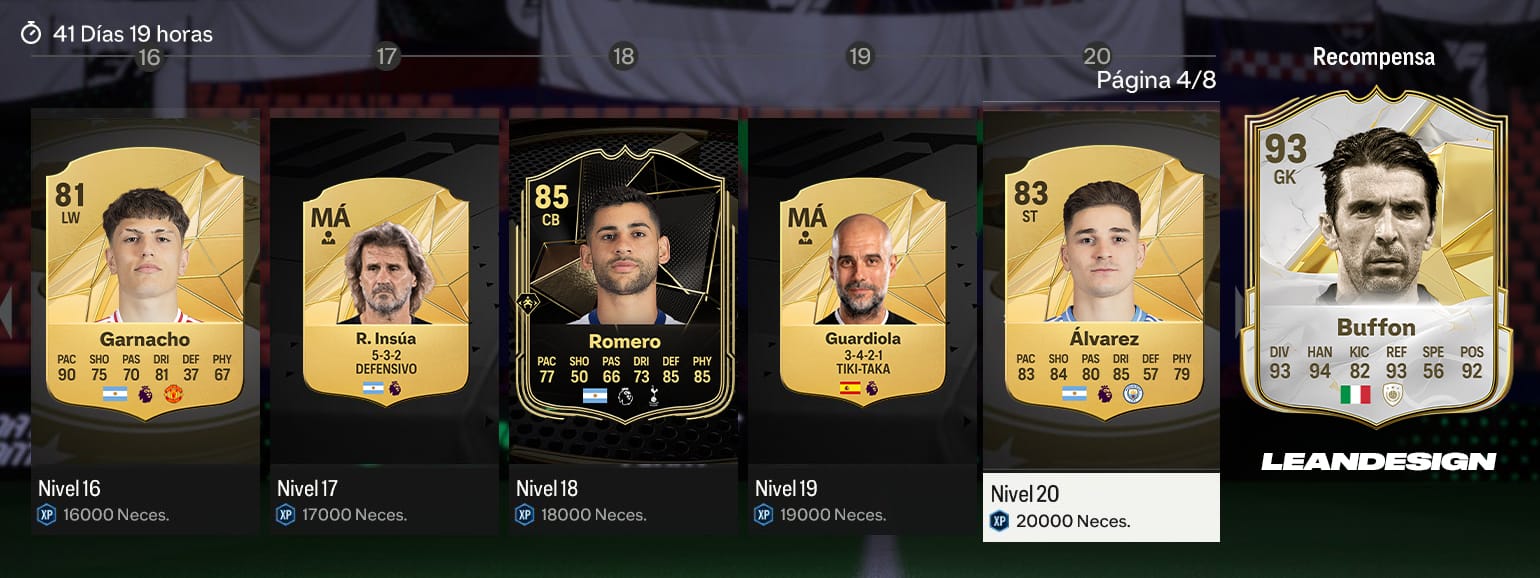 41 Días 19 horas
16
17
18
19
20
Página 4/8
Recompensa
81
LW
Garnacho
PAC SHO PAS DRI DEF PHY
90 75 70 81 37 67
MÁ
R. Insúa
5-3-2
DEFENSIVO
85
CB
Romero
PAC SHO PAS DRI DEF PHY
77 50 66 73 85 85
MÁ
Guardiola
3-4-2-1
TIKI-TAKA
83
ST
Álvarez
PAC SHO PAS DRI DEF PHY
83 84 80 85 57 79
93
GK
Buffon
DIV HAN KIC REF SPE POS
93 94 82 93 56 92
LEANDESIGN
Nivel 16
XP 16000 Neces.
Nivel 17
XP 17000 Neces.
Nivel 18
XP 18000 Neces.
Nivel 19
XP 19000 Neces.
Nivel 20
XP 20000 Neces.